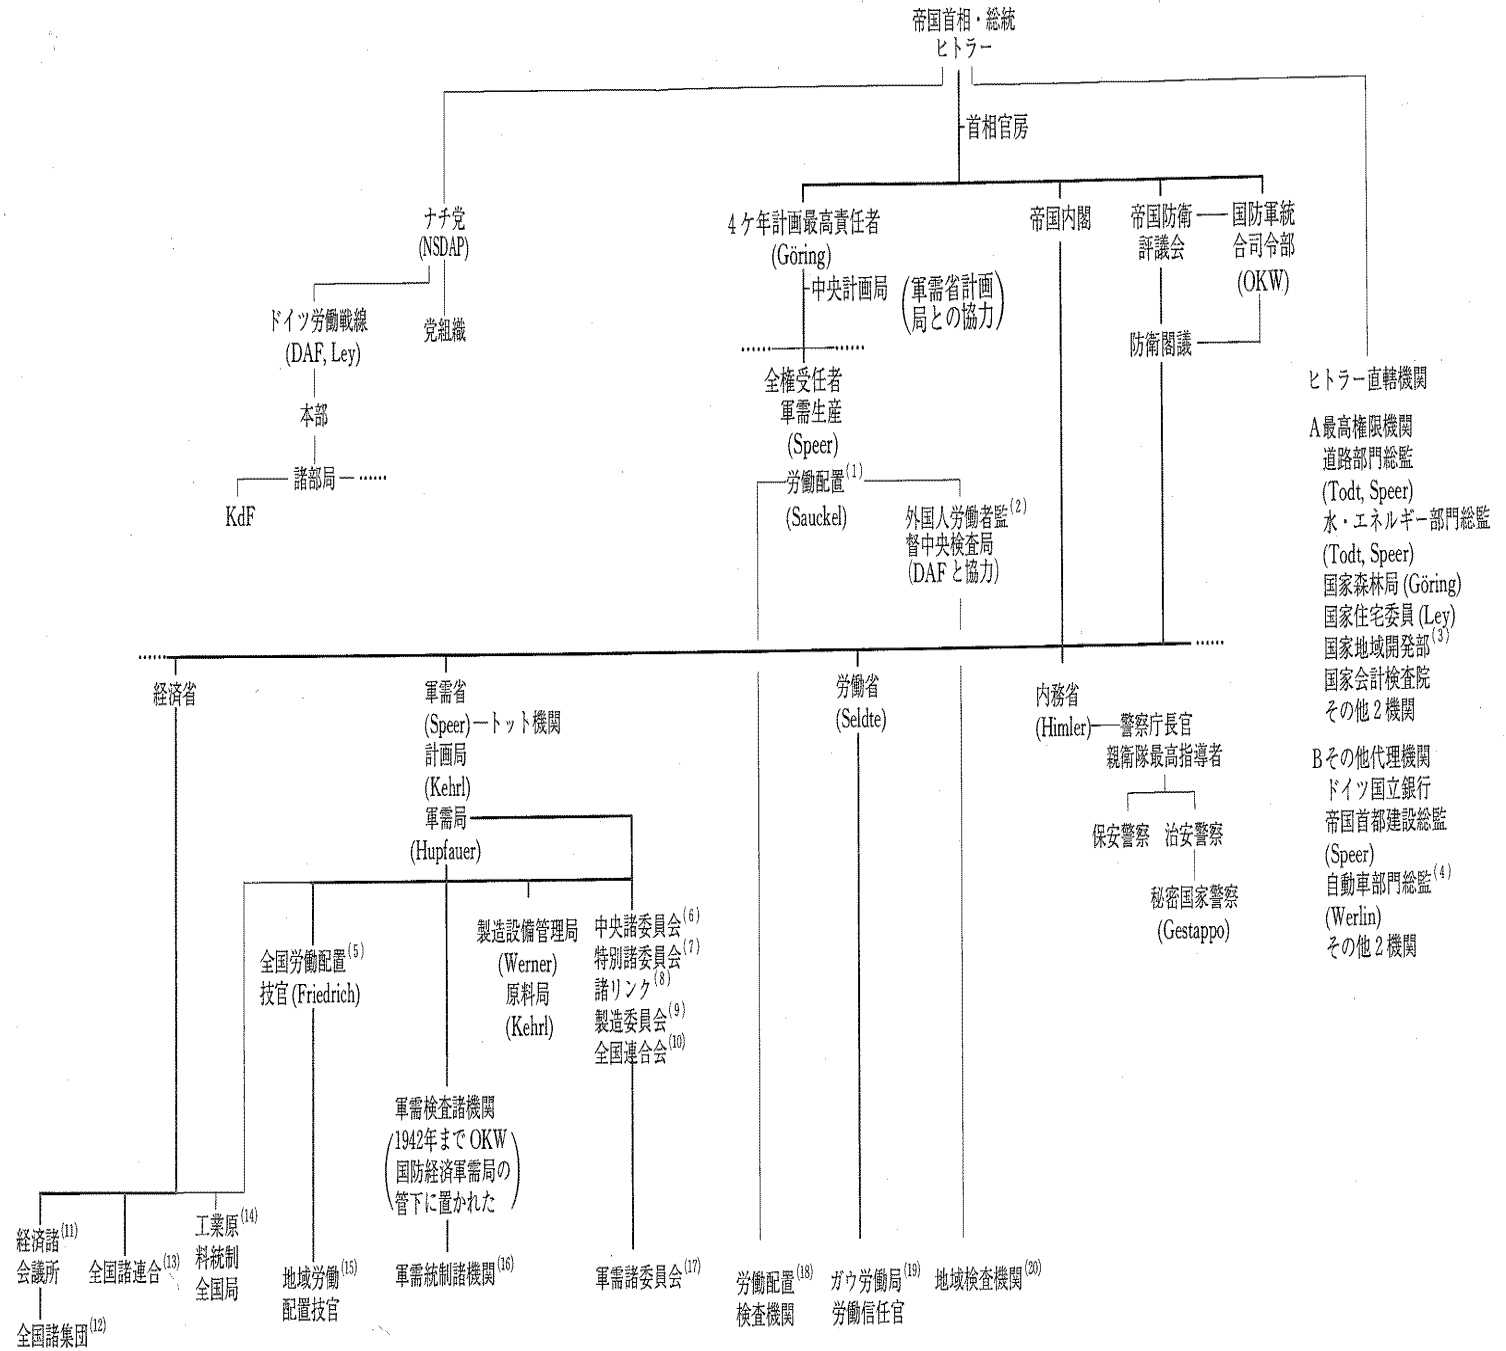 帝国首相・総統
ヒトラー
首相官房
ナチ党
(NSDAP)
ドイツ労働戦線
(DAF, Ley)
党組織
本部
諸部局 ……
KdF
4ケ年計画最高責任者
(Göring)
中央計画局
(軍需省計画
局との協力)
…… ……
全権受任者
軍需生産
(Speer)
労働配置(1)
(Sauckel)
外国人労働者監(2)
督中央検査局
(DAFと協力)
帝国内閣
帝国防衛
評議会
国防軍統
合司令部
(OKW)
防衛閣議
ヒトラー直轄機関
A最高権限機関
道路部門総監
(Todt, Speer)
水・エネルギー部門総監
(Todt, Speer)
国家森林局 (Göring)
国家住宅委員 (Ley)
国家地域開発部(3)
国家会計検査院
その他2機関
Bその他代理機関
ドイツ国立銀行
帝国首都建設総監
(Speer)
自動車部門総監(4)
(Werlin)
その他2機関
…… ……
経済省
軍需省
(Speer)―トット機関
計画局
(Kehrl)
軍需局
(Hupfauer)
労働省
(Seldte)
内務省
(Himler)―警察庁長官
親衛隊最高指導者
保安警察 治安警察
秘密国家警察
(Gestappo)
全国労働配置(5)
技官 (Friedrich)
製造設備管理局
(Werner)
原料局
(Kehrl)
中央諸委員会(6)
特別諸委員会(7)
諸リンク(8)
製造委員会(9)
全国連合会(10)
軍需検査諸機関
(1942年までOKW
国防経済軍需局の
管下に置かれた)
経済諸(11)
会議所
全国諸集団(12)
全国諸連合(13)
工業原(14)
料統制
全国局
地域労働(15)
配置技官
軍需統制諸機関(16)
軍需諸委員会(17)
労働配置(18)
検査機関
ガウ労働局(19)
労働信任官
地域検査機関(20)